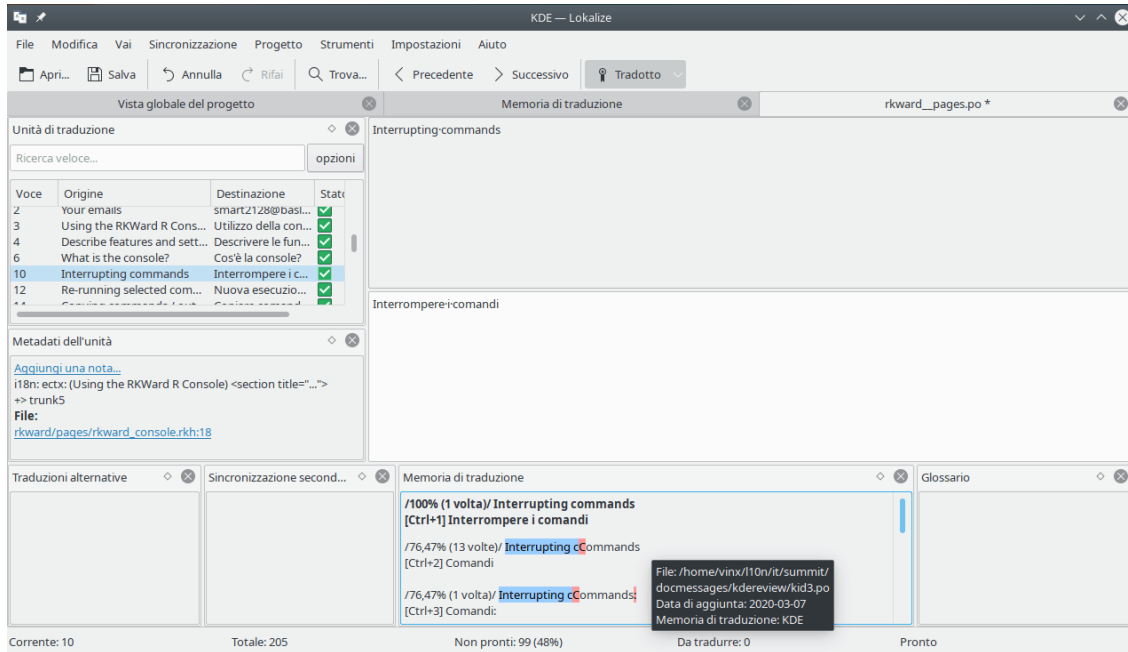 KDE — Lokalize
File Modifica Vai Sincronizzazione Progetto Strumenti Impostazioni Aiuto
Apri... Salva Annulla Rifai Trova... Precedente Successivo Tradotto
Vista globale del progetto Memoria di traduzione rkward__pages.po *
Unità di traduzione
Ricerca veloce... opzioni
Voce Origine Destinazione Stato
2 Your emails smart2128@basl...
3 Using the RKWard R Cons... Utilizzo della con...
4 Describe features and sett... Descrivere le fun...
6 What is the console? Cos'è la console?
10 Interrupting commands Interrompere i c...
12 Re-running selected com... Nuova esecuzio...
14 Copying commands / out... Copiare comand...
Interrupting·commands
Interrompere·i·comandi
Metadati dell'unità
Aggiungi una nota...
i18n: ectx: (Using the RKWard R Console) <section title="...">
+> trunk5
File:
rkward/pages/rkward_console.rkh:18
Traduzioni alternative
Sincronizzazione second...
Memoria di traduzione
/100% (1 volta)/ Interrupting commands
[Ctrl+1] Interrompere i comandi
/76,47% (13 volte)/ Interrupting cCommands
[Ctrl+2] Comandi
/76,47% (1 volta)/ Interrupting cCommands:
[Ctrl+3] Comandi:
File: /home/vinx/l10n/it/summit/
docmessages/kdereview/kid3.po
Data di aggiunta: 2020-03-07
Memoria di traduzione: KDE
Glossario
Corrente: 10 Totale: 205 Non pronti: 99 (48%) Da tradurre: 0 Pronto